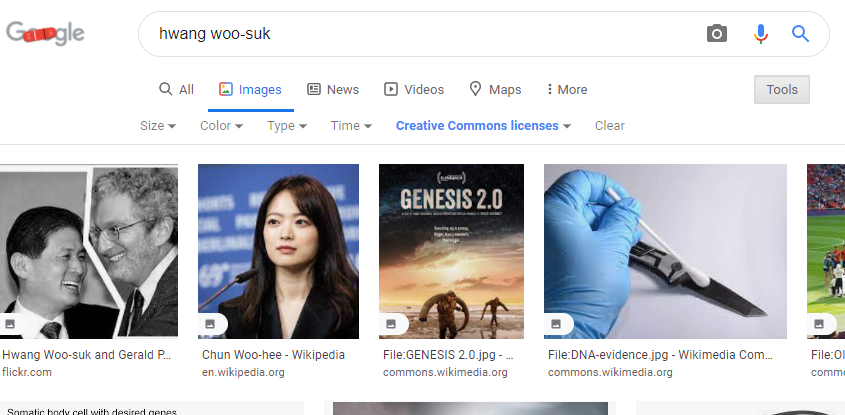 Google
hwang woo-suk
All
Images
News
Videos
Maps
More
Tools
Size
Color
Type
Time
Creative Commons licenses
Clear
(sundance)
GENESIS 2.0
69
Hwang Woo-suk and Gerald P...
Chun Woo-hee - Wikipedia
File:GENESIS 2.0.jpg - ...
File:DNA-evidence.jpg - Wikimedia Com...
File:Ol
flickr.com
en.wikipedia.org
commons.wikimedia.org
commons.wikimedia.org
commo
Somatic body cell with desired genes